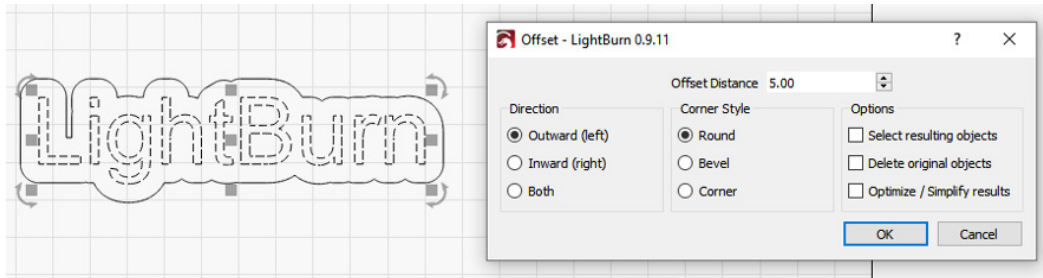 LightBurn
Offset - LightBurn 0.9.11
? X
Offset Distance 5.00
Direction Corner Style Options
Outward (left) Round Select resulting objects
Inward (right) Bevel Delete original objects
Both Corner Optimize / Simplify results
OK Cancel